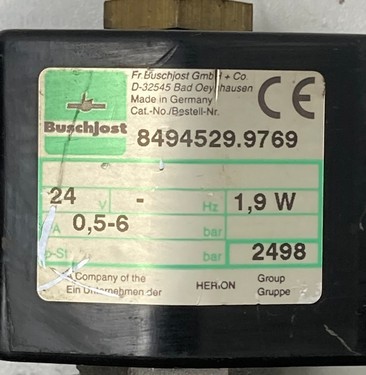 Fr. Buschjost GmbH + Co.
D-32545 Bad Oeynhausen
Made in Germany
Cat.-No./Bestell-Nr.
CE
Buschjost
8494529.9769
24 V - Hz 1,9 W
A 0,5-6 bar
p-St bar 2498
A Company of the HERION Group
Ein Unternehmen der Gruppe